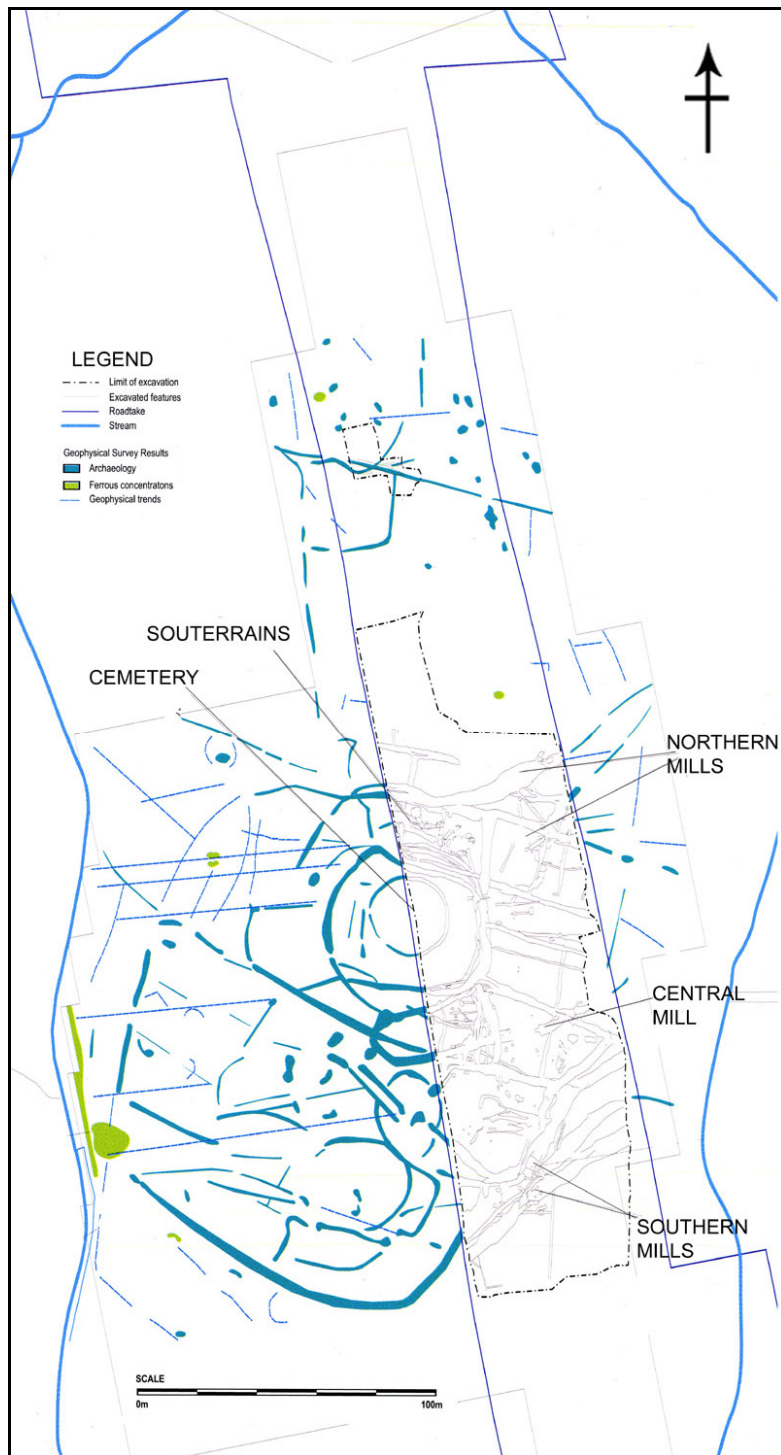 LEGEND
Limit of excavation
Excavated features
Roadtake
Stream
Geophysical Survey Results
Archaeology
Ferrous concentratons
Geophysical trends
SOUTERRAINS
CEMETERY
NORTHERN
MILLS
CENTRAL
MILL
SOUTHERN
MILLS
SCALE
0m
100m